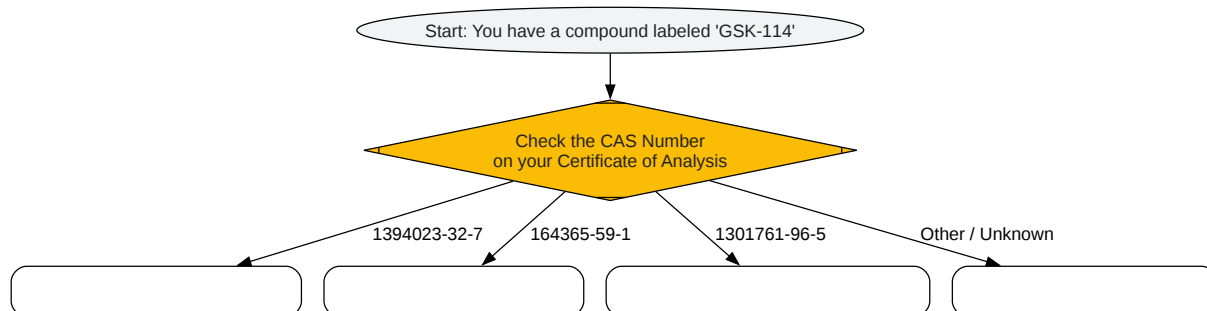 Start: You have a compound labeled 'GSK-114'
Check the CAS Number
on your Certificate of Analysis
1394023-32-7
164365-59-1
1301761-96-5
Other / Unknown